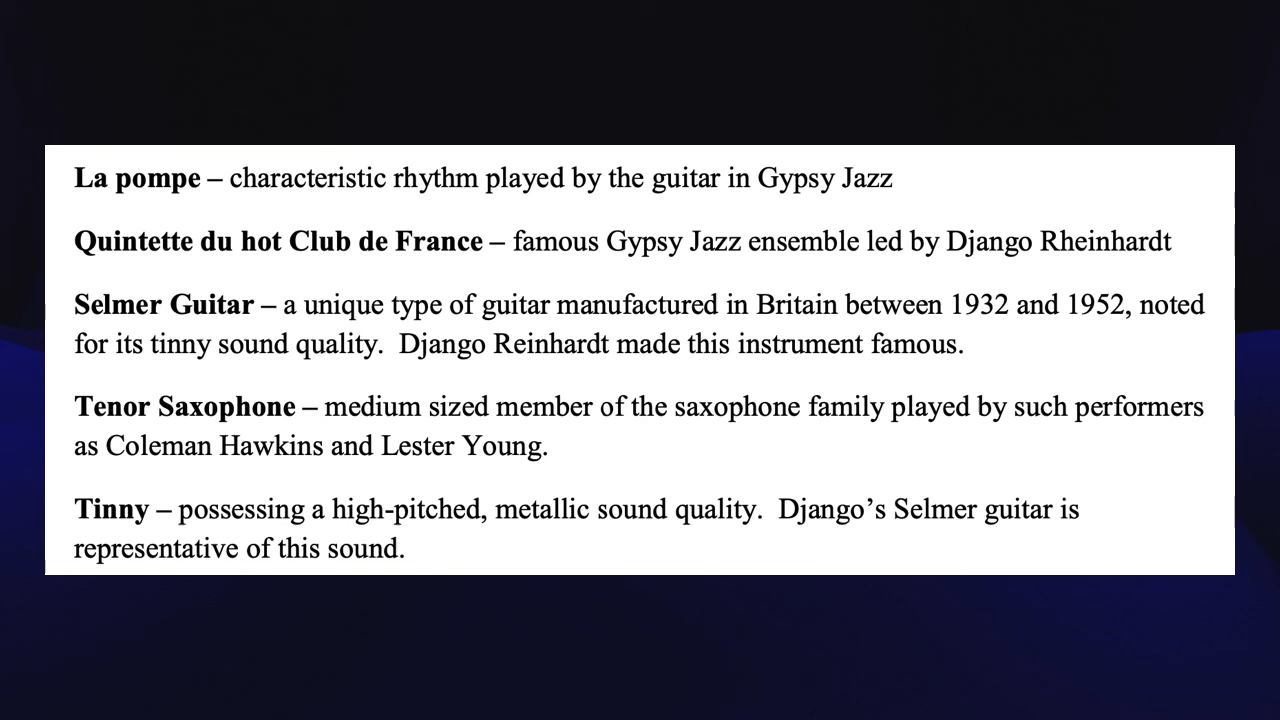 La pompe – characteristic rhythm played by the guitar in Gypsy Jazz
Quintette du hot Club de France – famous Gypsy Jazz ensemble led by Django Rheinhardt
Selmer Guitar – a unique type of guitar manufactured in Britain between 1932 and 1952, noted
for its tinny sound quality.  Django Reinhardt made this instrument famous.
Tenor Saxophone – medium sized member of the saxophone family played by such performers
as Coleman Hawkins and Lester Young.
Tinny – possessing a high-pitched, metallic sound quality.  Django’s Selmer guitar is
representative of this sound.